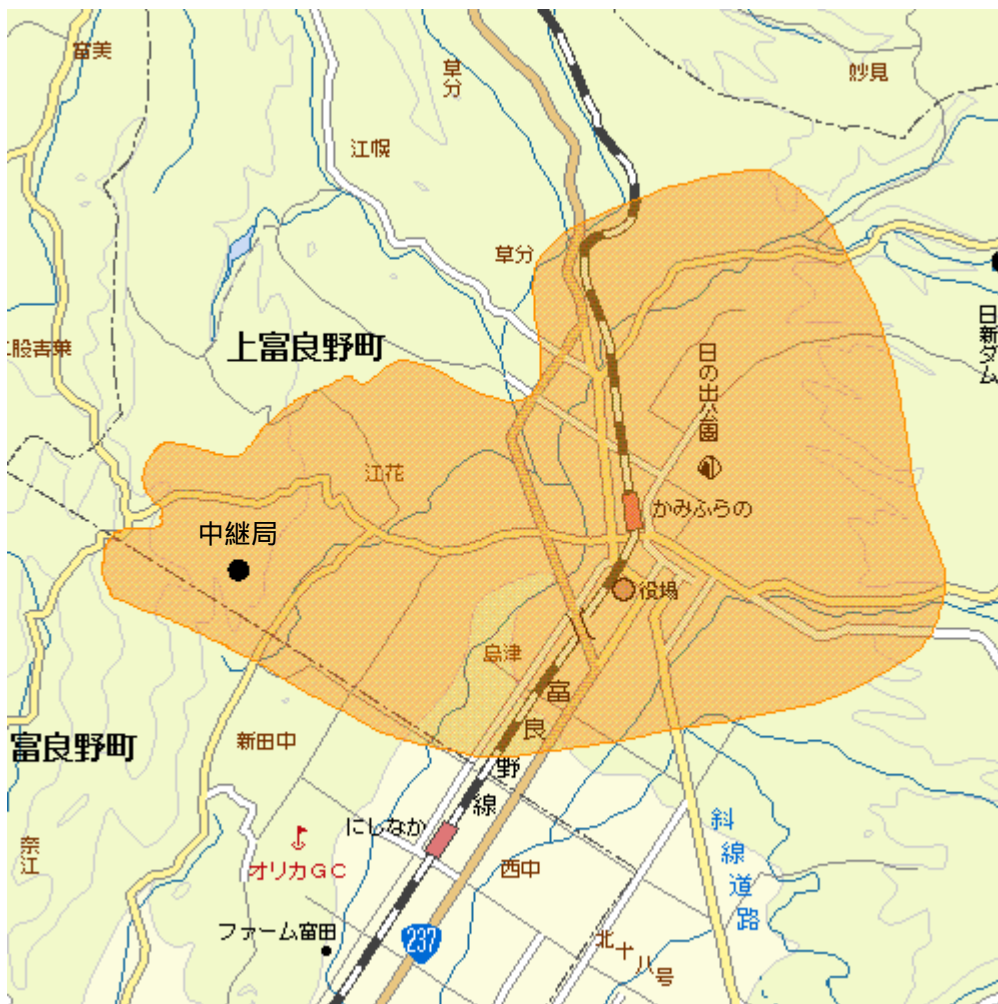 富美
草分
妙見
江幌
草分
上富良野町
股青葉
日新ダム
日の出公園
江花
かみふらの
中継局
役場
島津
富良野線
新田中
富良野町
にしなか
斜線道路
奈江
オリカGC
西中
ファーム富田
237
北十八号